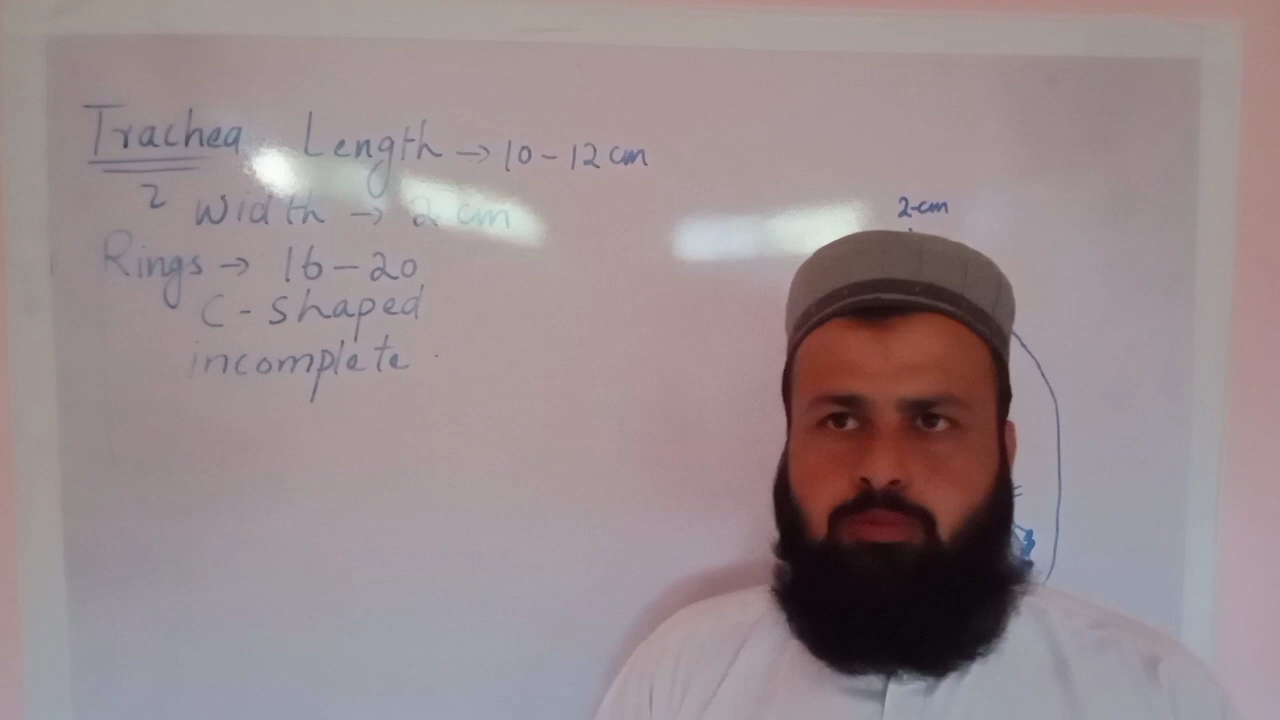 Trachea Length → 10-12 cm
2 width → 2 cm
Rings → 16-20
C-shaped
incomplete
2-cm